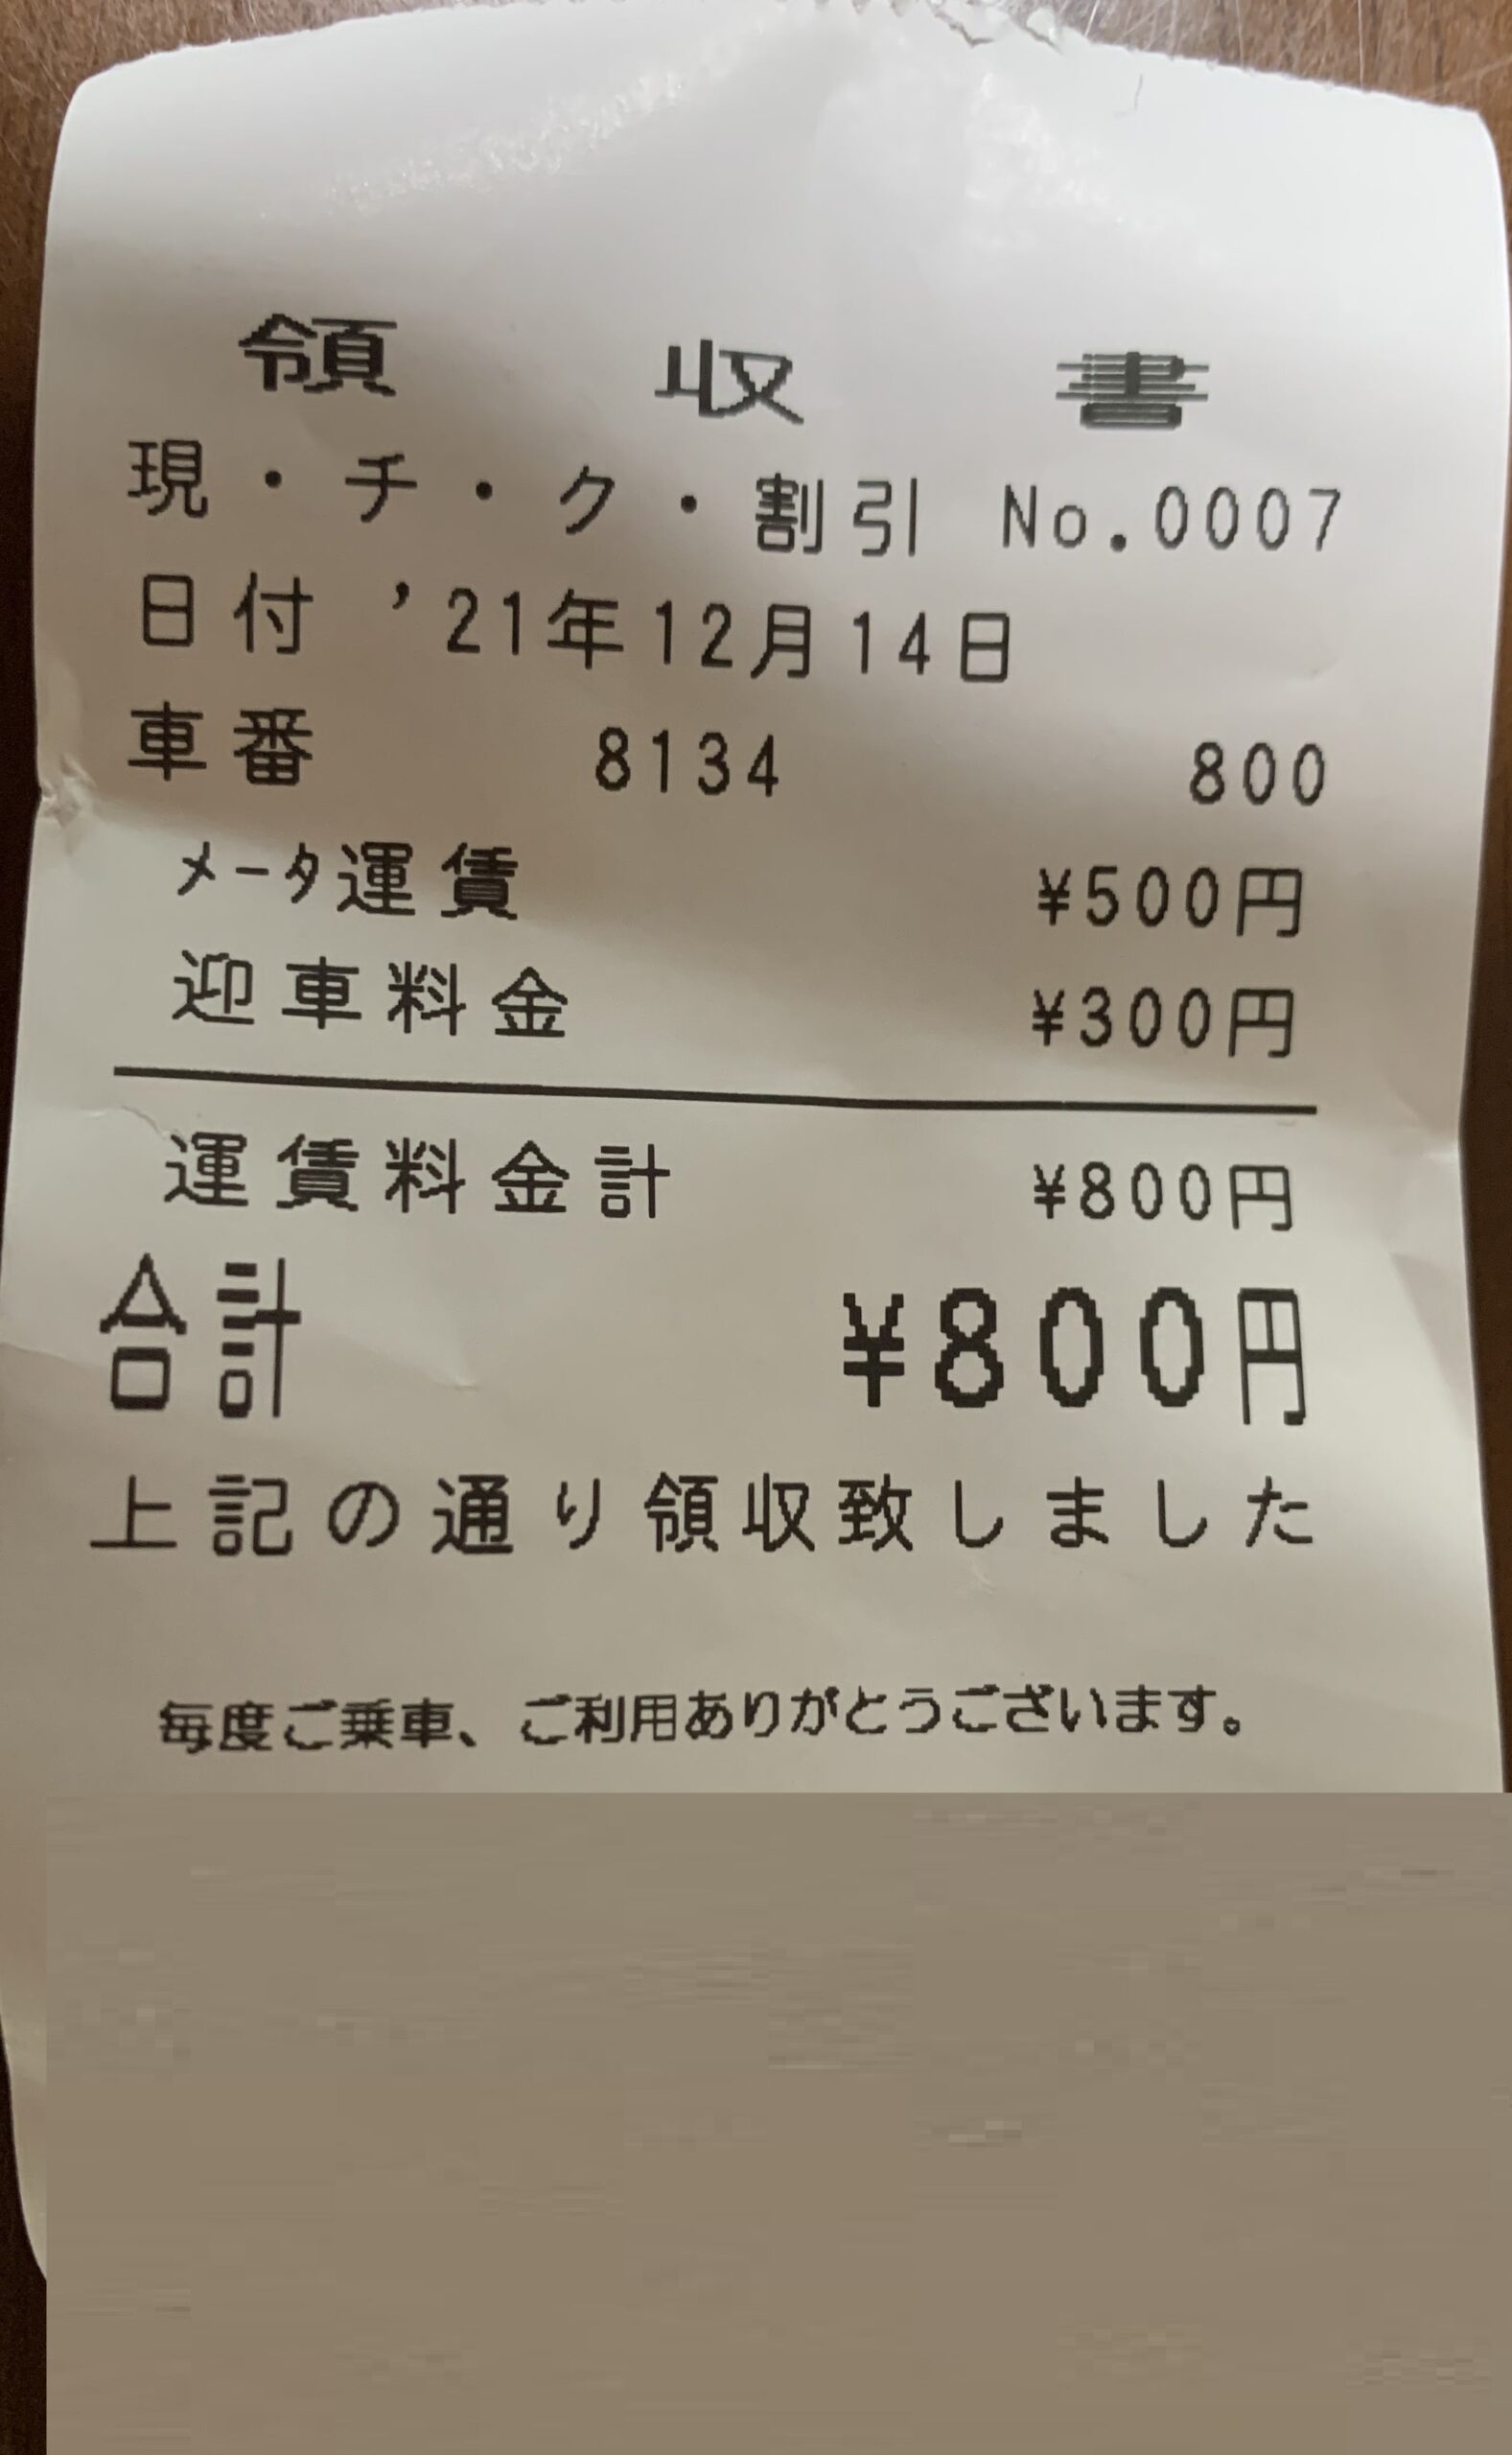 領収書
現・チ・ク・割引 No.0007
日付 ’21年12月14日
車番 8134 800
ﾒｰﾀ運賃 ¥500円
迎車料金 ¥300円
運賃料金計 ¥800円
合計 ¥800円
上記の通り領収致しました
毎度ご乗車、ご利用ありがとうございます。